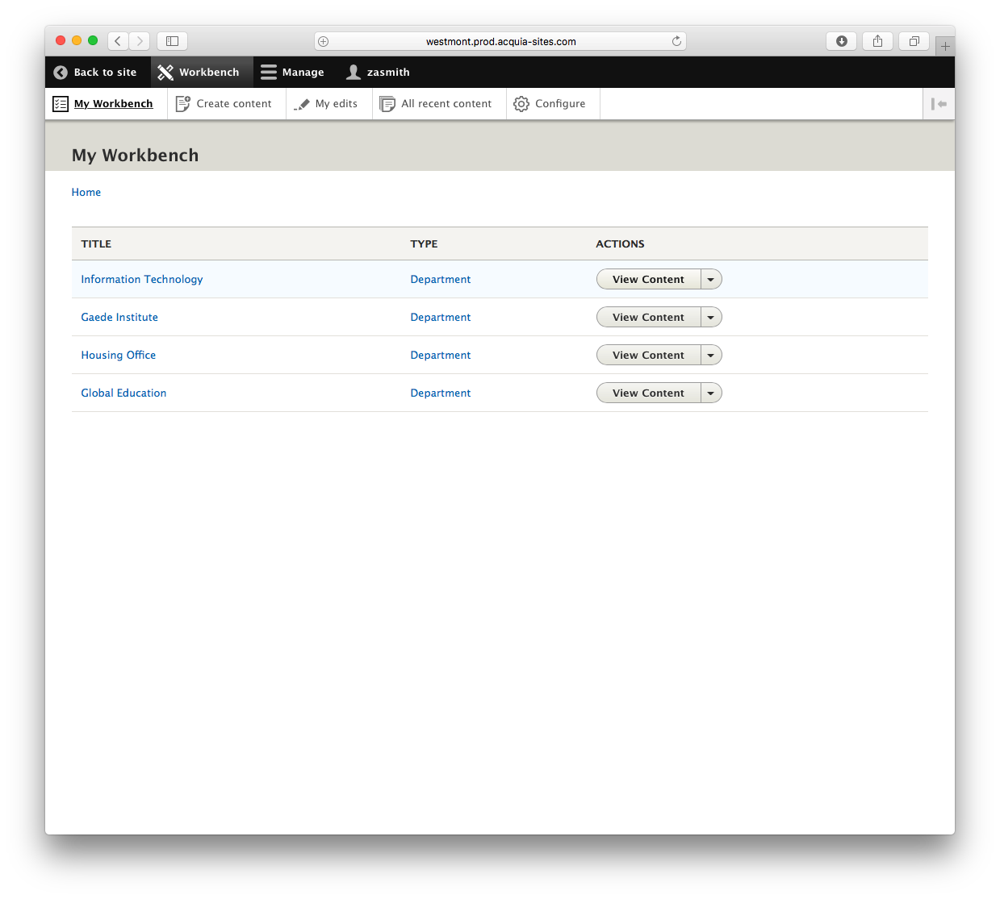 westmont.prod.acquia-sites.com
Back to site Workbench Manage zasmith
My Workbench Create content My edits All recent content Configure
My Workbench
Home
TITLE TYPE ACTIONS
Information Technology Department View Content
Gaede Institute Department View Content
Housing Office Department View Content
Global Education Department View Content